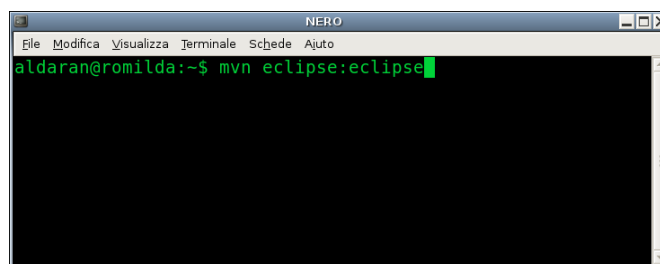 NERO
File Modifica Visualizza Terminale Schede Aiuto
aldaran@romilda:~$ mvn eclipse:eclipse